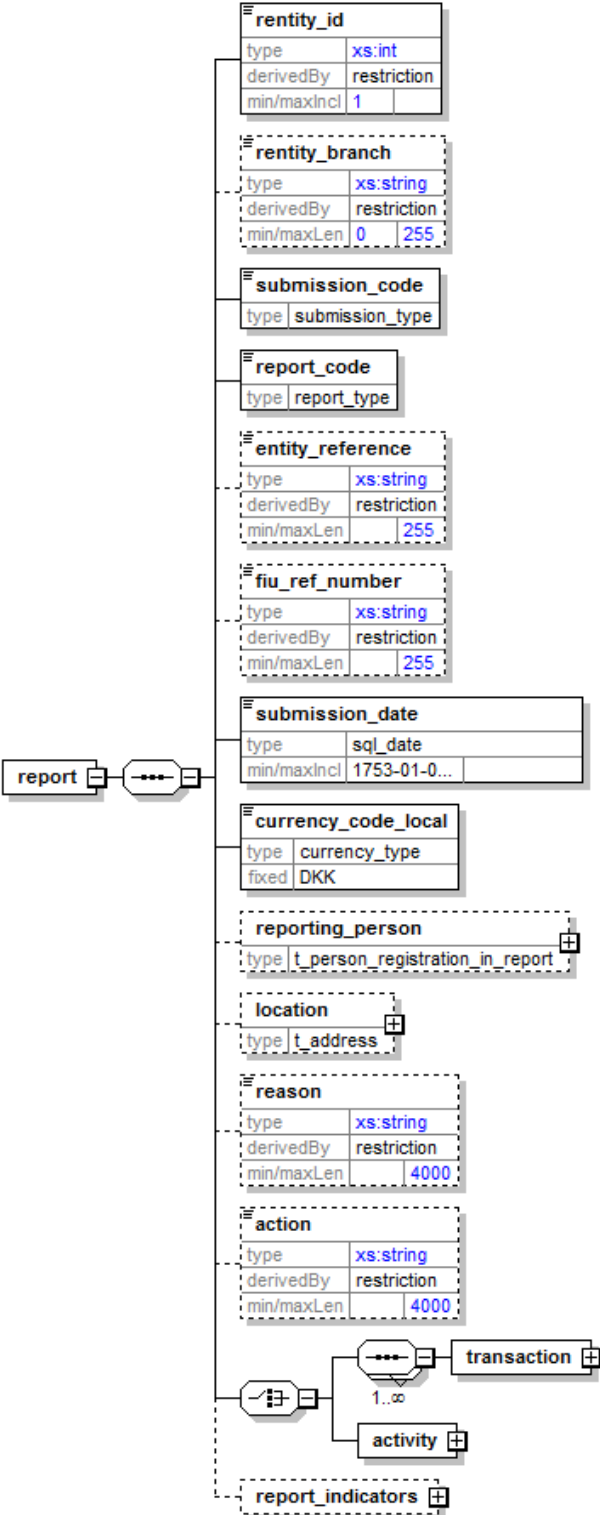 rentity_id
type xs:int
derivedBy restriction
min/maxIncl 1
rentity_branch
type xs:string
derivedBy restriction
min/maxLen 0 255
submission_code
type submission_type
report_code
type report_type
entity_reference
type xs:string
derivedBy restriction
min/maxLen 255
fiu_ref_number
type xs:string
derivedBy restriction
min/maxLen 255
submission_date
type sql_date
min/maxIncl 1753-01-0...
report
currency_code_local
type currency_type
fixed DKK
reporting_person
type t_person_registration_in_report
location
type t_address
reason
type xs:string
derivedBy restriction
min/maxLen 4000
action
type xs:string
derivedBy restriction
min/maxLen 4000
transaction
1..∞
activity
report_indicators